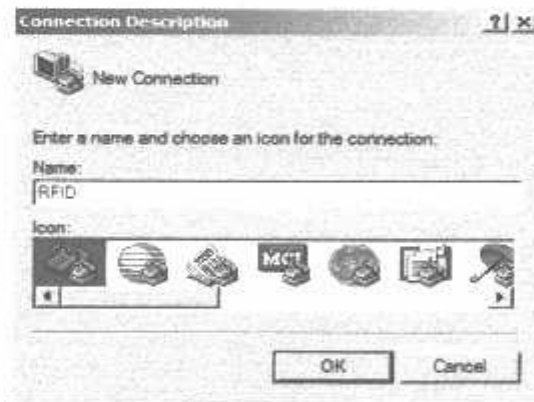 Connection Description
New Connection
Enter a name and choose an icon for the connection:
Name:
RFID
Icon:
MCI
OK Cancel